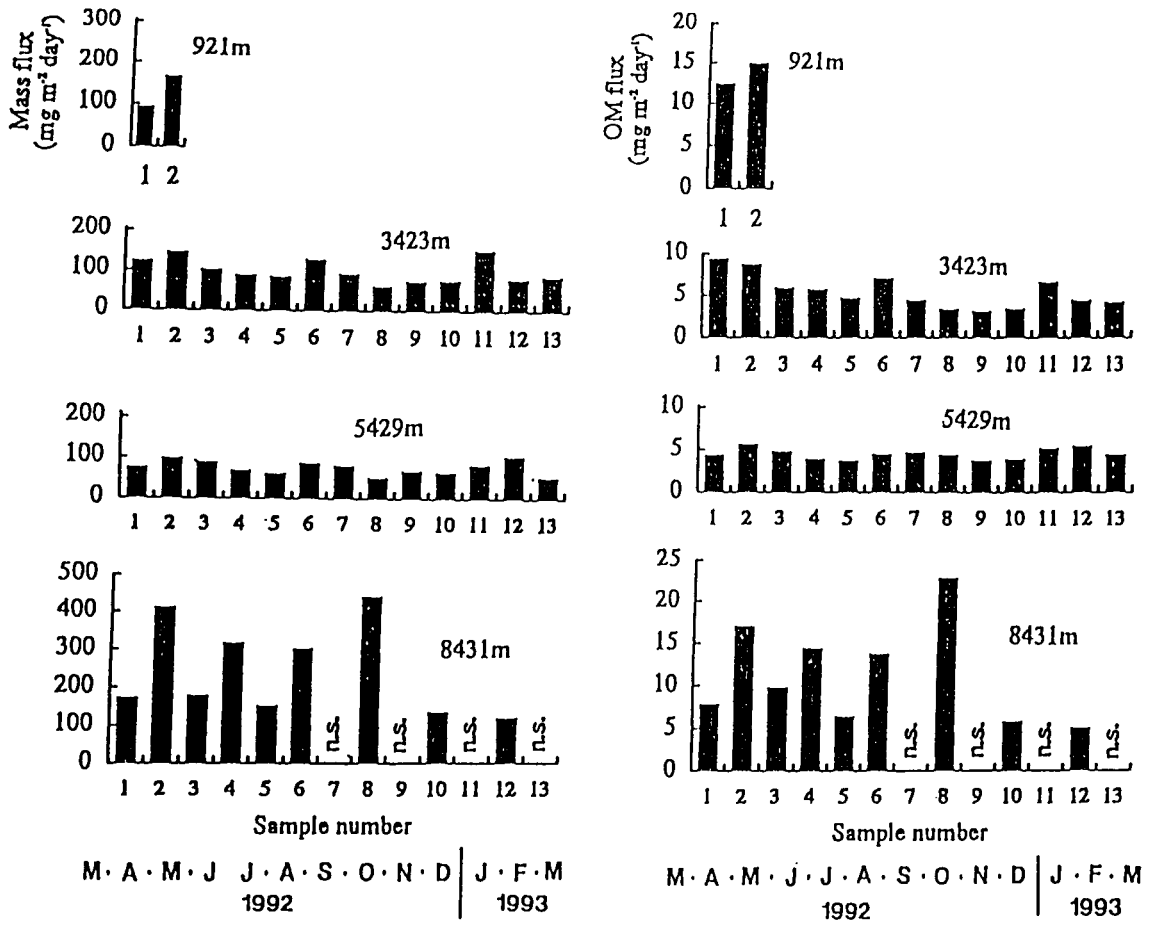 Mass flux
(mg m⁻² day⁻¹)
300
200
100
0
921m
1 2
200
100
0
3423m
1 2 3 4 5 6 7 8 9 10 11 12 13
200
100
0
5429m
1 2 3 4 5 6 7 8 9 10 11 12 13
500
400
300
200
100
0
8431m
n.s. n.s. n.s. n.s.
1 2 3 4 5 6 7 8 9 10 11 12 13
Sample number
M · A · M · J J · A · S · O · N · D J · F · M
1992 1993
OM flux
(mg m⁻² day⁻¹)
20
15
10
5
0
921m
1 2
10
5
0
3423m
1 2 3 4 5 6 7 8 9 10 11 12 13
10
5
0
5429m
1 2 3 4 5 6 7 8 9 10 11 12 13
25
20
15
10
5
0
8431m
n.s. n.s. n.s. n.s.
1 2 3 4 5 6 7 8 9 10 11 12 13
Sample number
M · A · M · J · J · A · S · O · N · D J · F · M
1992 1993